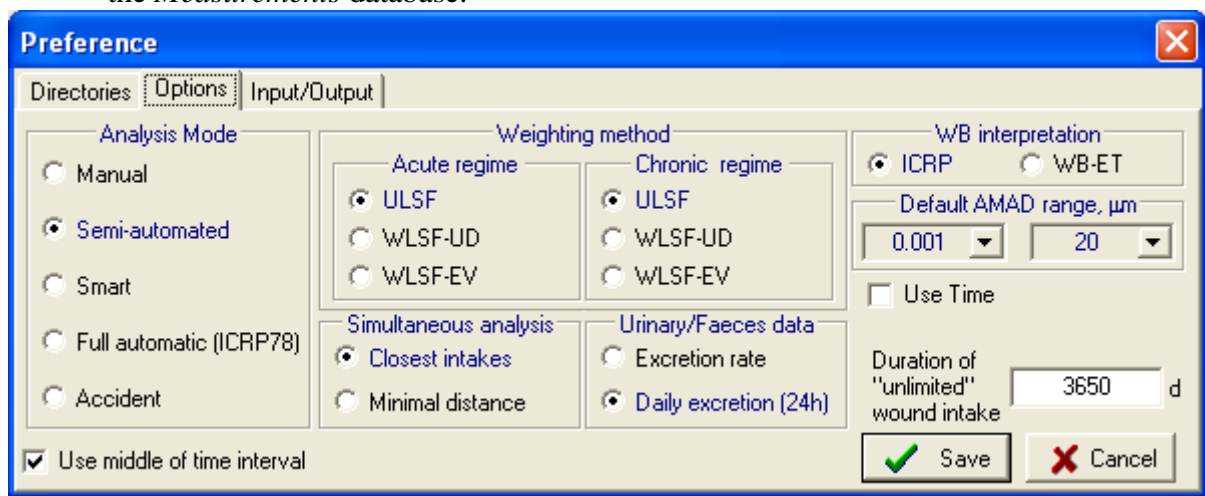 the Measurements database.
Preference
Directories Options Input/Output
Analysis Mode
Manual
Semi-automated
Smart
Full automatic (ICRP78)
Accident
Use middle of time interval
Weighting method
Acute regime
ULSF
WLSF-UD
WLSF-EV
Chronic regime
ULSF
WLSF-UD
WLSF-EV
Simultaneous analysis
Closest intakes
Minimal distance
Urinary/Faeces data
Excretion rate
Daily excretion (24h)
WB interpretation
ICRP WB-ET
Default AMAD range, µm
0.001 20
Use Time
Duration of
"unlimited"
wound intake
3650 d
Save Cancel